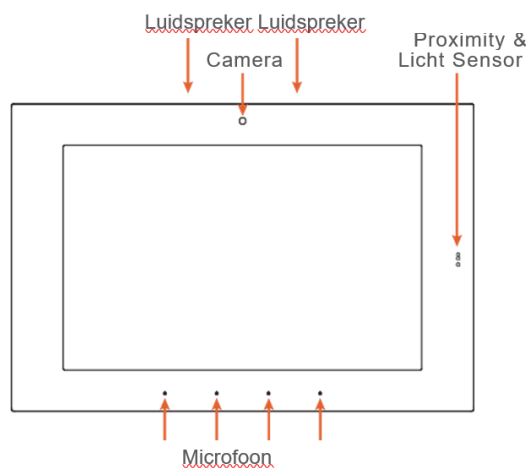 Luidspreker Luidspreker
Camera
Proximity &
Licht Sensor
Microfoon